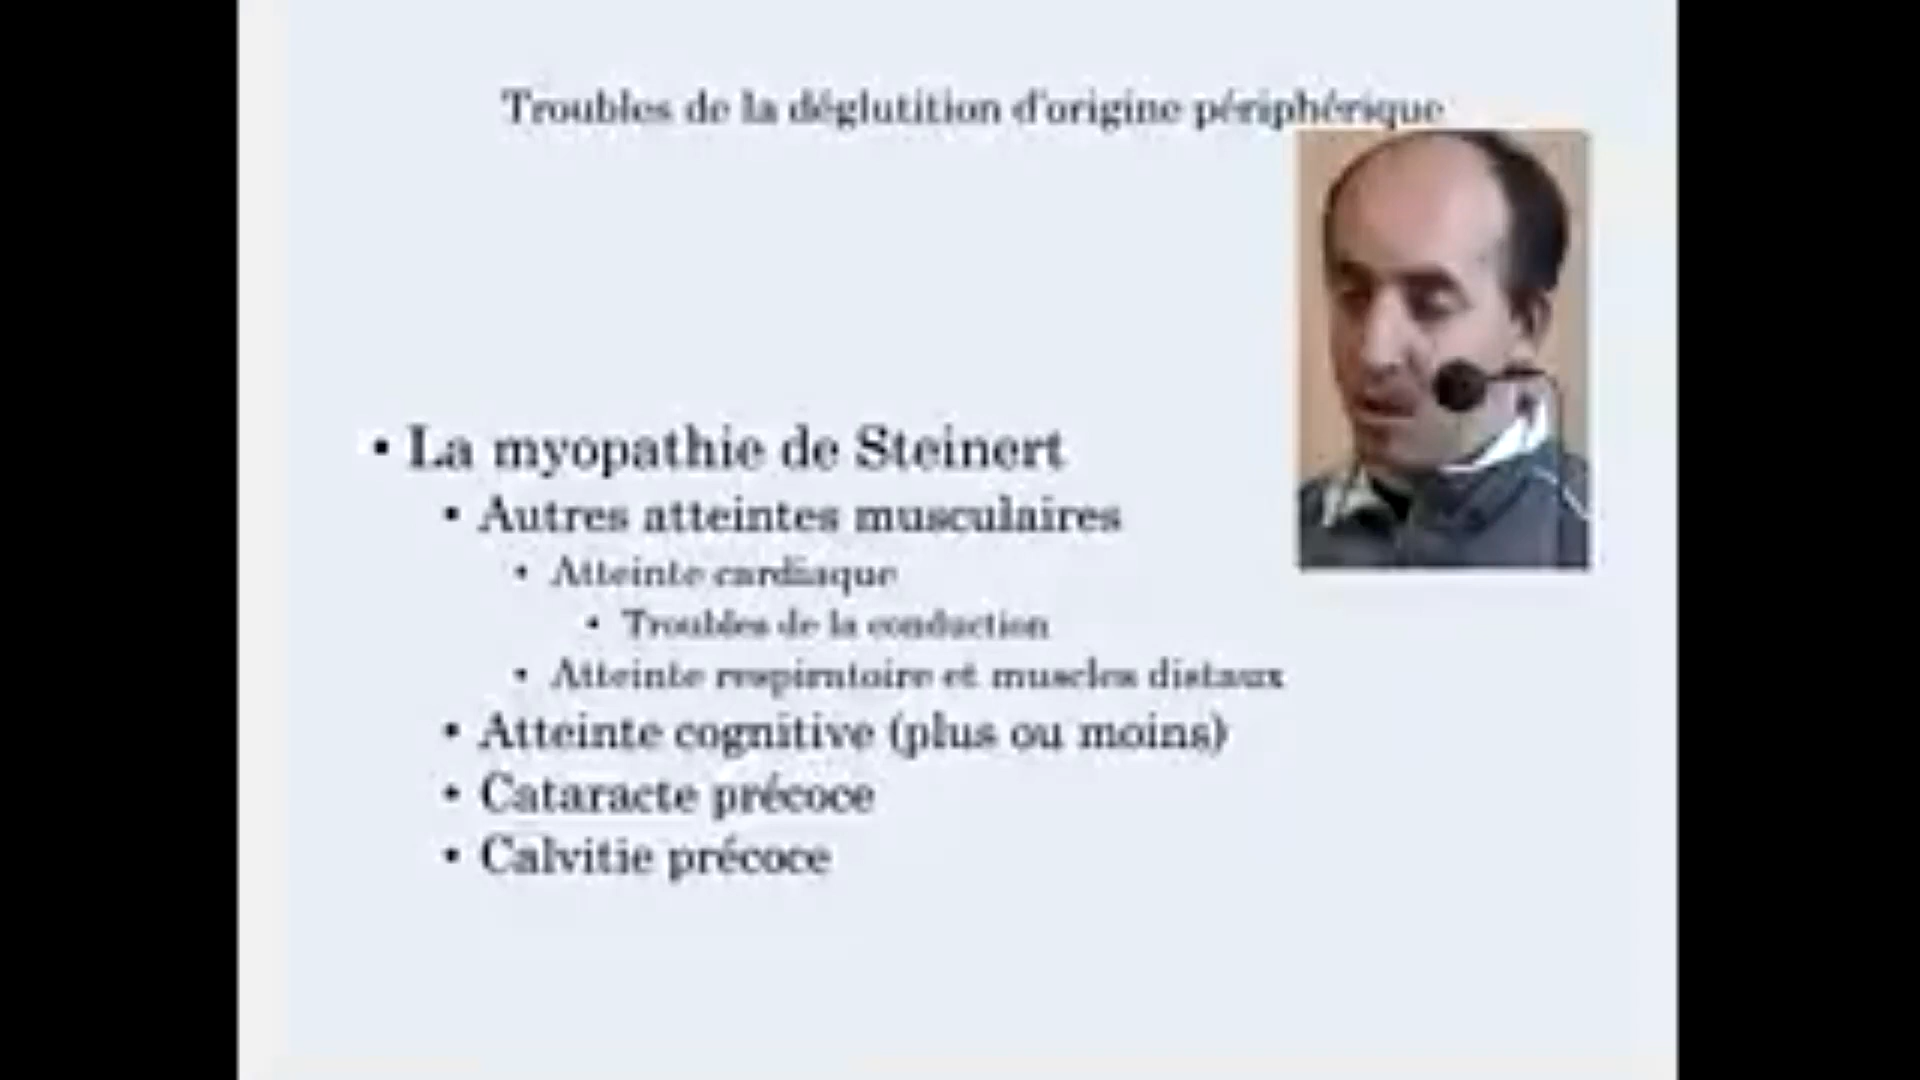 Troubles de la déglutition d'origine périphérique
• La myopathie de Steinert
• Autres atteintes musculaires
• Atteinte cardiaque
• Troubles de la conduction
• Atteinte respiratoire et muscles distaux
• Atteinte cognitive (plus ou moins)
• Cataracte précoce
• Calvitie précoce